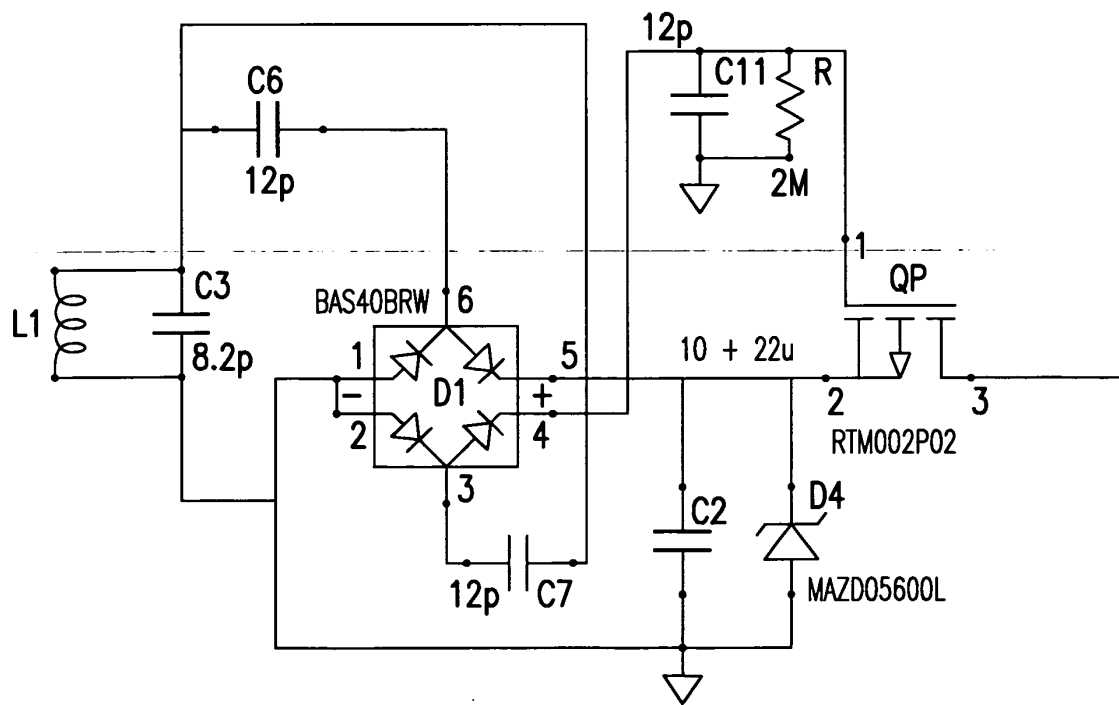 12p
C11
R
C6
12p
2M
1
QP
C3
BAS40BRW
6
L1
8.2p
1
5
10 + 22u
-
D1
+
2
4
2
3
RTM002P02
3
C2
D4
12p
C7
MAZD05600L